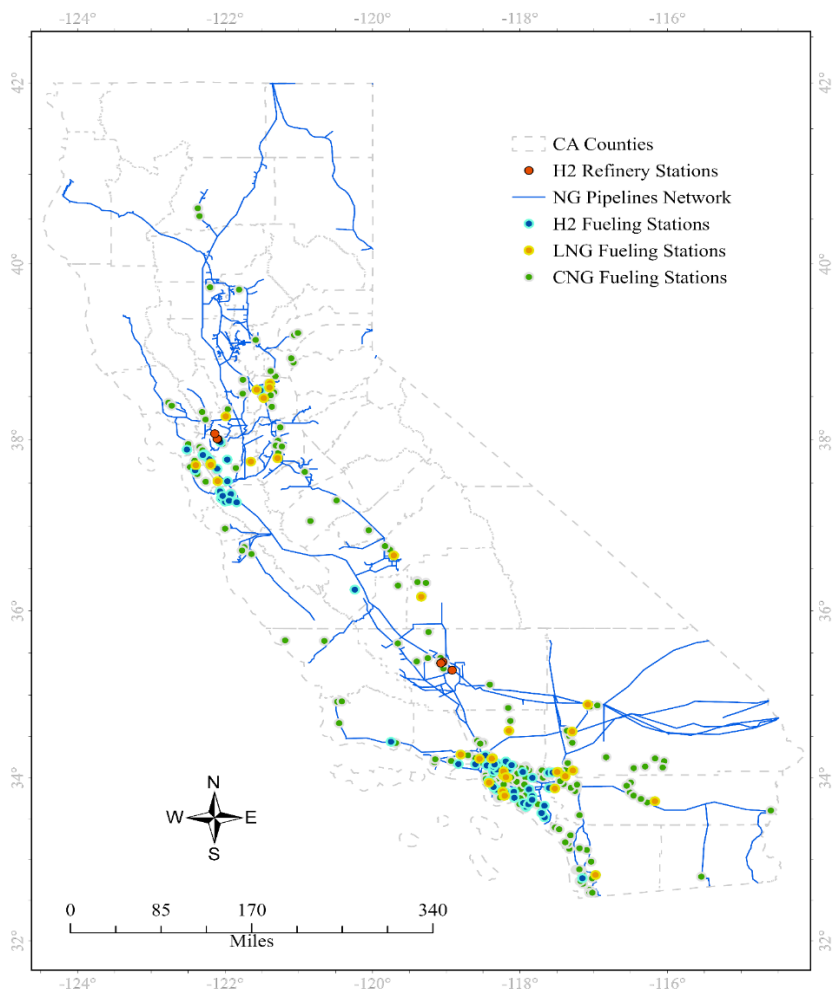 -124° -122° -120° -118° -116°
42° 42°
CA Counties
H2 Refinery Stations
NG Pipelines Network
H2 Fueling Stations
LNG Fueling Stations
CNG Fueling Stations
40° 40°
38° 38°
36° 36°
34° 34°
N
W E
S
0 85 170 340
Miles
32° 32°
-124° -122° -120° -118° -116°